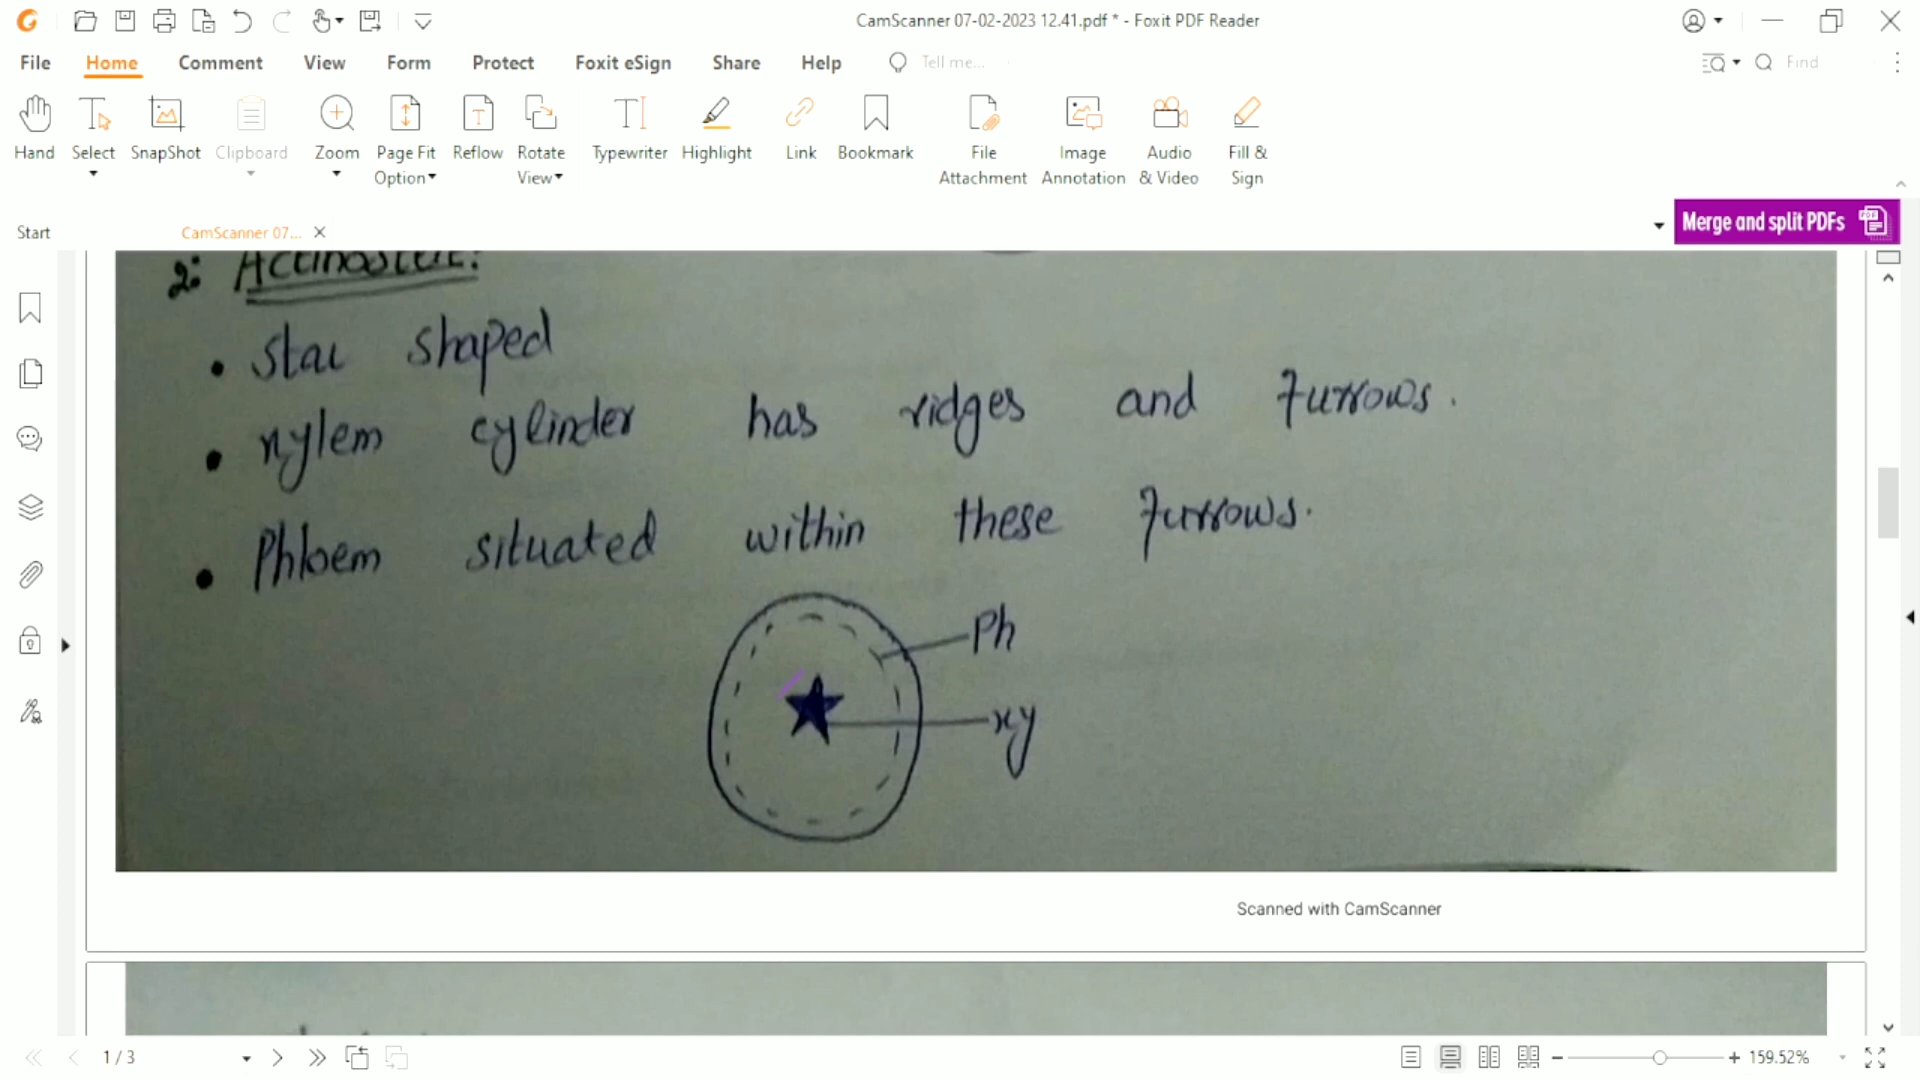 CamScanner 07-02-2023 12.41.pdf * - Foxit PDF Reader
File Home Comment View Form Protect Foxit eSign Share Help Tell me... Find
Hand Select SnapShot Clipboard Zoom Page Fit Option Reflow Rotate View Typewriter Highlight Link Bookmark File Attachment Image Annotation Audio & Video Fill & Sign
Start CamScanner 07... Merge and split PDFs
2: Actinostele:
• Star shaped
• xylem cylinder has ridges and furrows.
• Phloem situated within these furrows.
Ph
xy
Scanned with CamScanner
1 / 3 159.52%